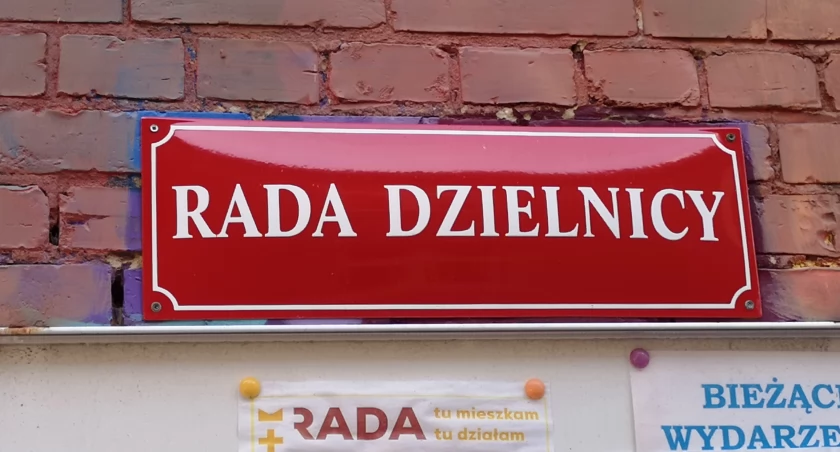 RADA DZIELNICY
RADA tu mieszkam
tu działam
BIEŻĄC
WYDARZE